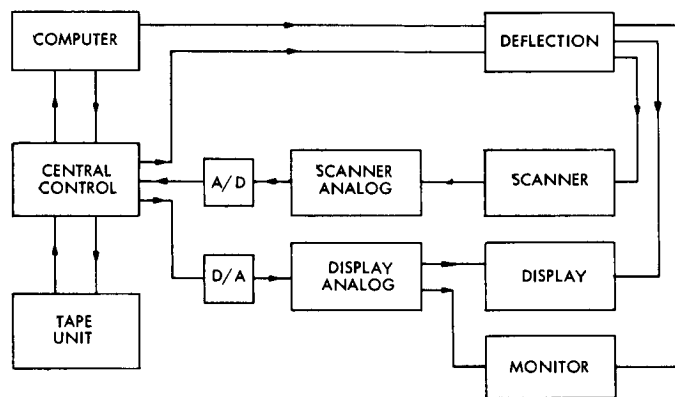 COMPUTER
DEFLECTION
CENTRAL
CONTROL
A/D
SCANNER
ANALOG
SCANNER
D/A
DISPLAY
ANALOG
DISPLAY
TAPE
UNIT
MONITOR